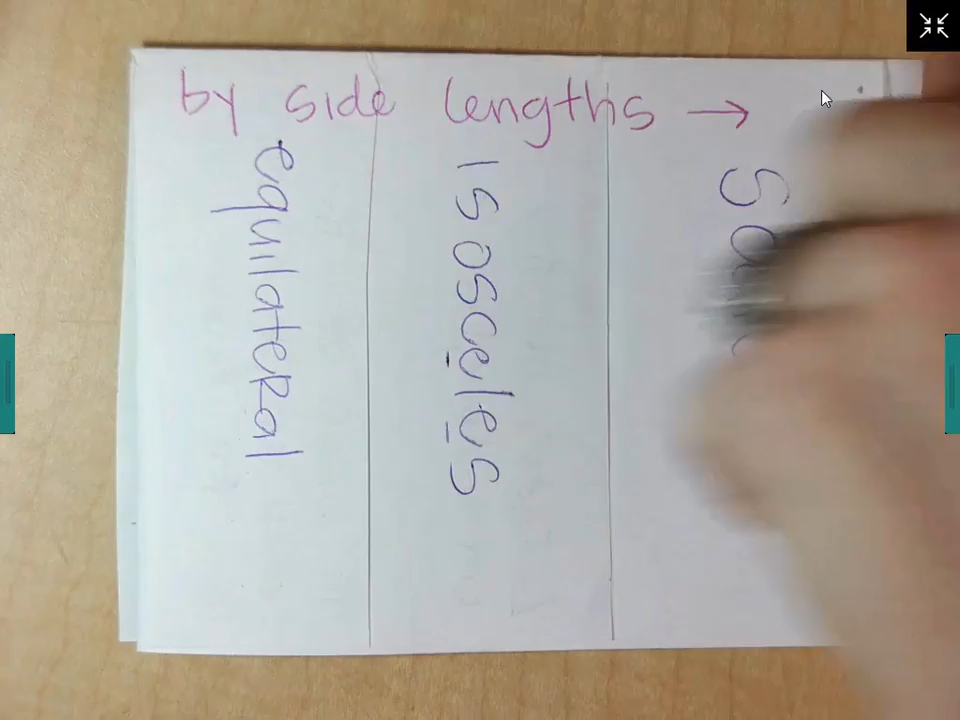 by side lengths →
equilateral
isosceles